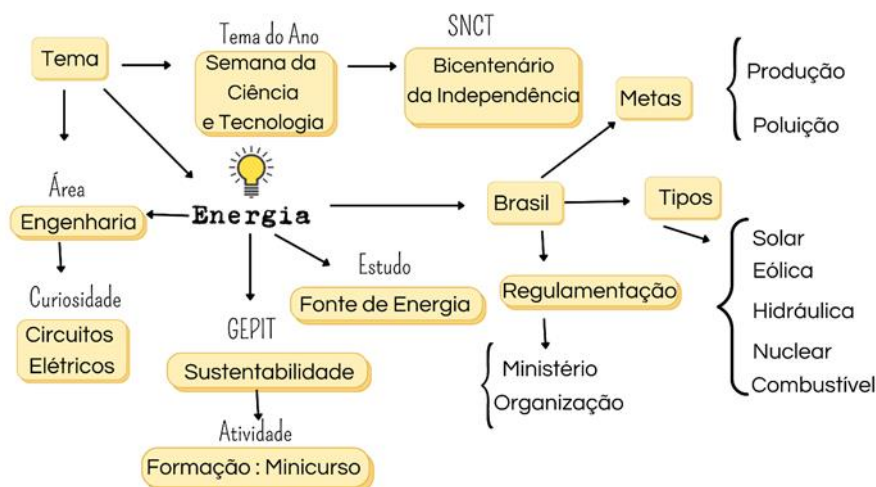 Tema
Tema do Ano
Semana da
Ciência
e Tecnologia
SNCT
Bicentenário
da Independência
Metas
Produção
Poluição
Área
Engenharia
Energia
Brasil
Tipos
Solar
Eólica
Hidráulica
Nuclear
Combustível
Curiosidade
Circuitos
Elétricos
Estudo
Fonte de Energia
Regulamentação
Ministério
Organização
GEPIT
Sustentabilidade
Atividade
Formação : Minicurso